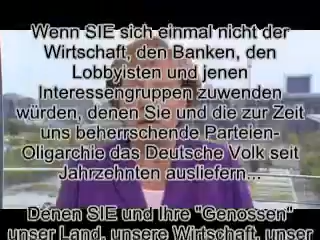 Wenn SIE sich einmal nicht der
Wirtschaft, den Banken, den
Lobbyisten und jenen
Interessengruppen zuwenden
würden, denen Sie und die zur Zeit
uns beherrschende Parteien-
Oligarchie das Deutsche Volk seit
Jahrzehnten ausliefern...
Denen SIE und Ihre "Genossen"
unser Land, unsere Wirtschaft, unser